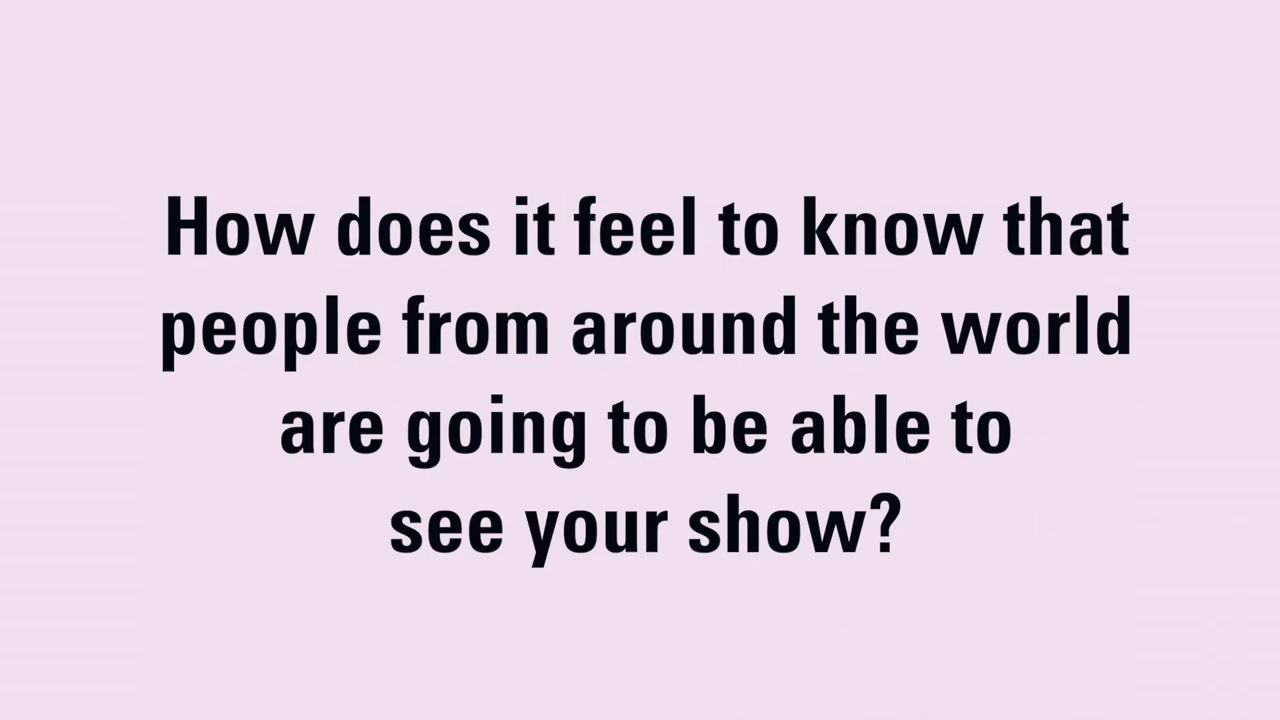 How does it feel to know that
people from around the world
are going to be able to
see your show?